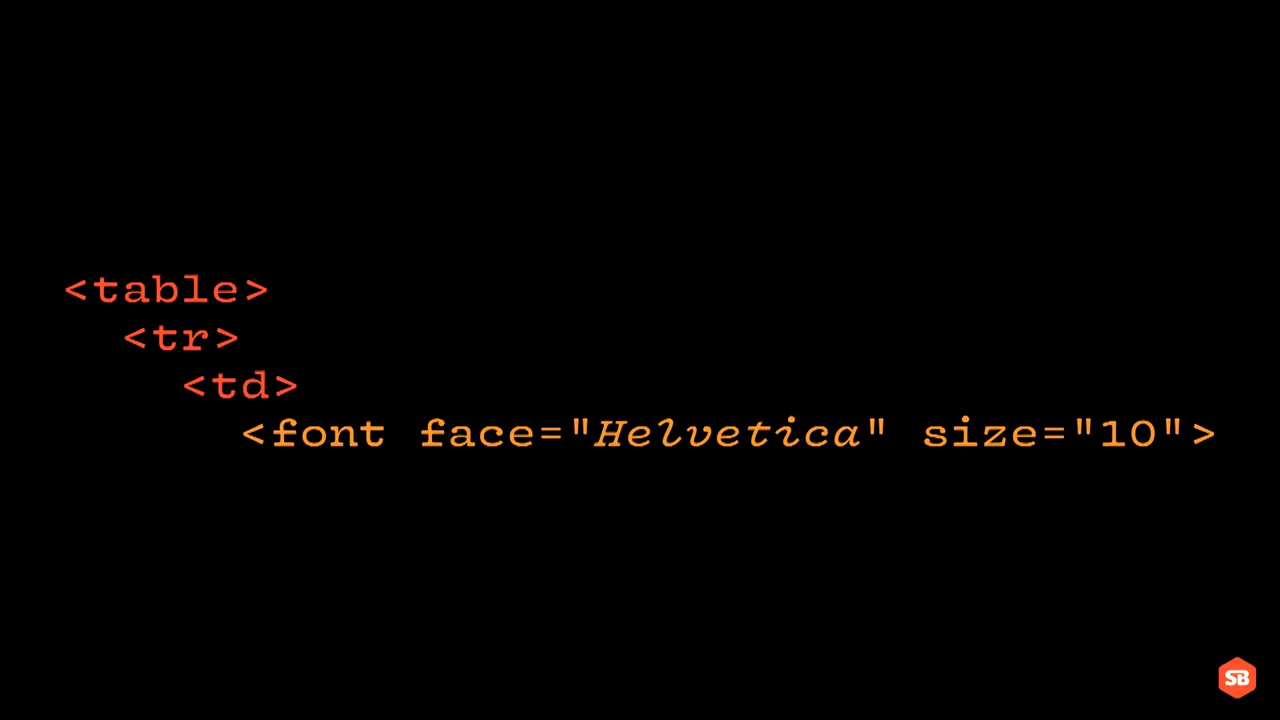 <table>
<tr>
<td>
<font face="Helvetica" size="10">
SB